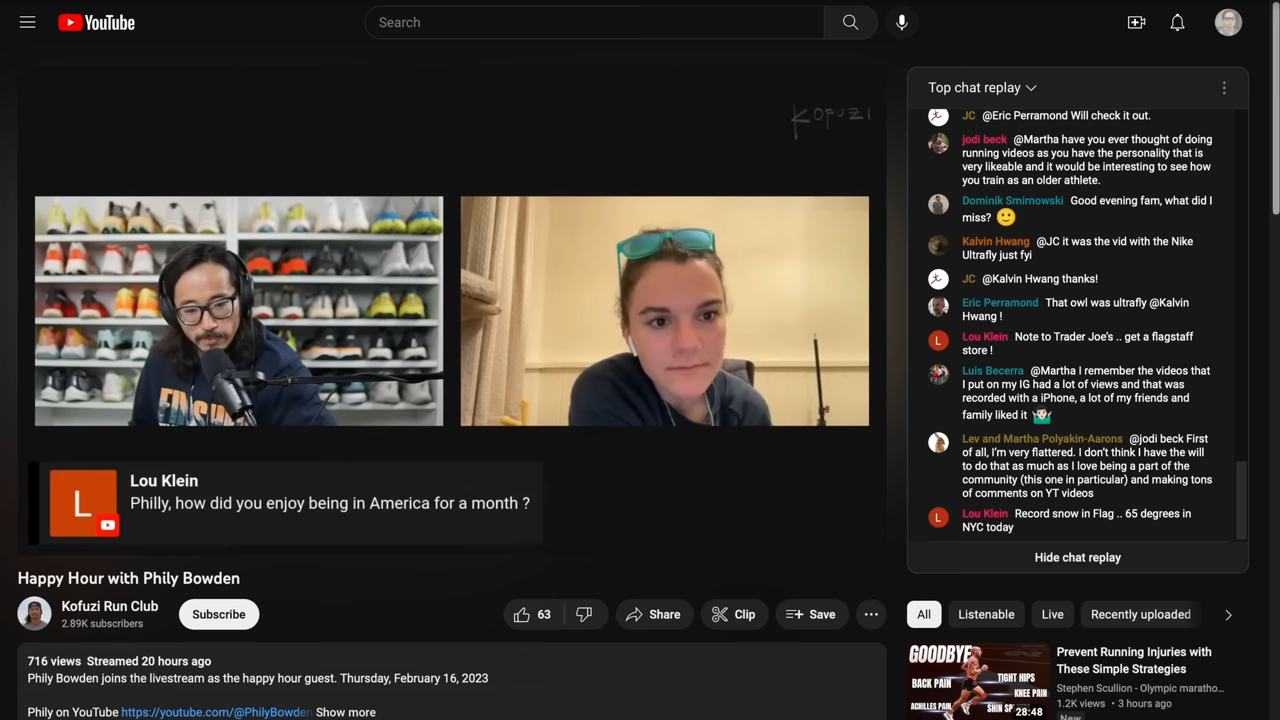 YouTube
Search
KOFUZI
Lou Klein
L
Philly, how did you enjoy being in America for a month ?
Happy Hour with Phily Bowden
Kofuzi Run Club
2.89K subscribers
Subscribe
63
Share
Clip
Save
716 views Streamed 20 hours ago
Phily Bowden joins the livestream as the happy hour guest. Thursday, February 16, 2023
Phily on YouTube https://youtube.com/@PhilyBowden Show more
Top chat replay
JC @Eric Perramond Will check it out.
jodi beck @Martha have you ever thought of doing
running videos as you have the personality that is
very likeable and it would be interesting to see how
you train as an older athlete.
Dominik Smirnowski Good evening fam, what did I
miss? 🙂
Kalvin Hwang @JC it was the vid with the Nike
Ultrafly just fyi
JC @Kalvin Hwang thanks!
Eric Perramond That owl was ultrafly @Kalvin
Hwang !
L
Lou Klein Note to Trader Joe's .. get a flagstaff
store !
Luis Becerra @Martha I remember the videos that
I put on my IG had a lot of views and that was
recorded with a iPhone, a lot of my friends and
family liked it 🤷🏻‍♂️
Lev and Martha Polyakin-Aarons @jodi beck First
of all, I'm very flattered. I don't think I have the will
to do that as much as I love being a part of the
community (this one in particular) and making tons
of comments on YT videos
L
Lou Klein Record snow in Flag .. 65 degrees in
NYC today
Hide chat replay
All
Listenable
Live
Recently uploaded
GOODBYE
BACK PAIN
TIGHT HIPS
KNEE PAIN
ACHILLES PAIN
28:48
Prevent Running Injuries with
These Simple Strategies
Stephen Scullion - Olympic maratho...
1.2K views • 3 hours ago
New